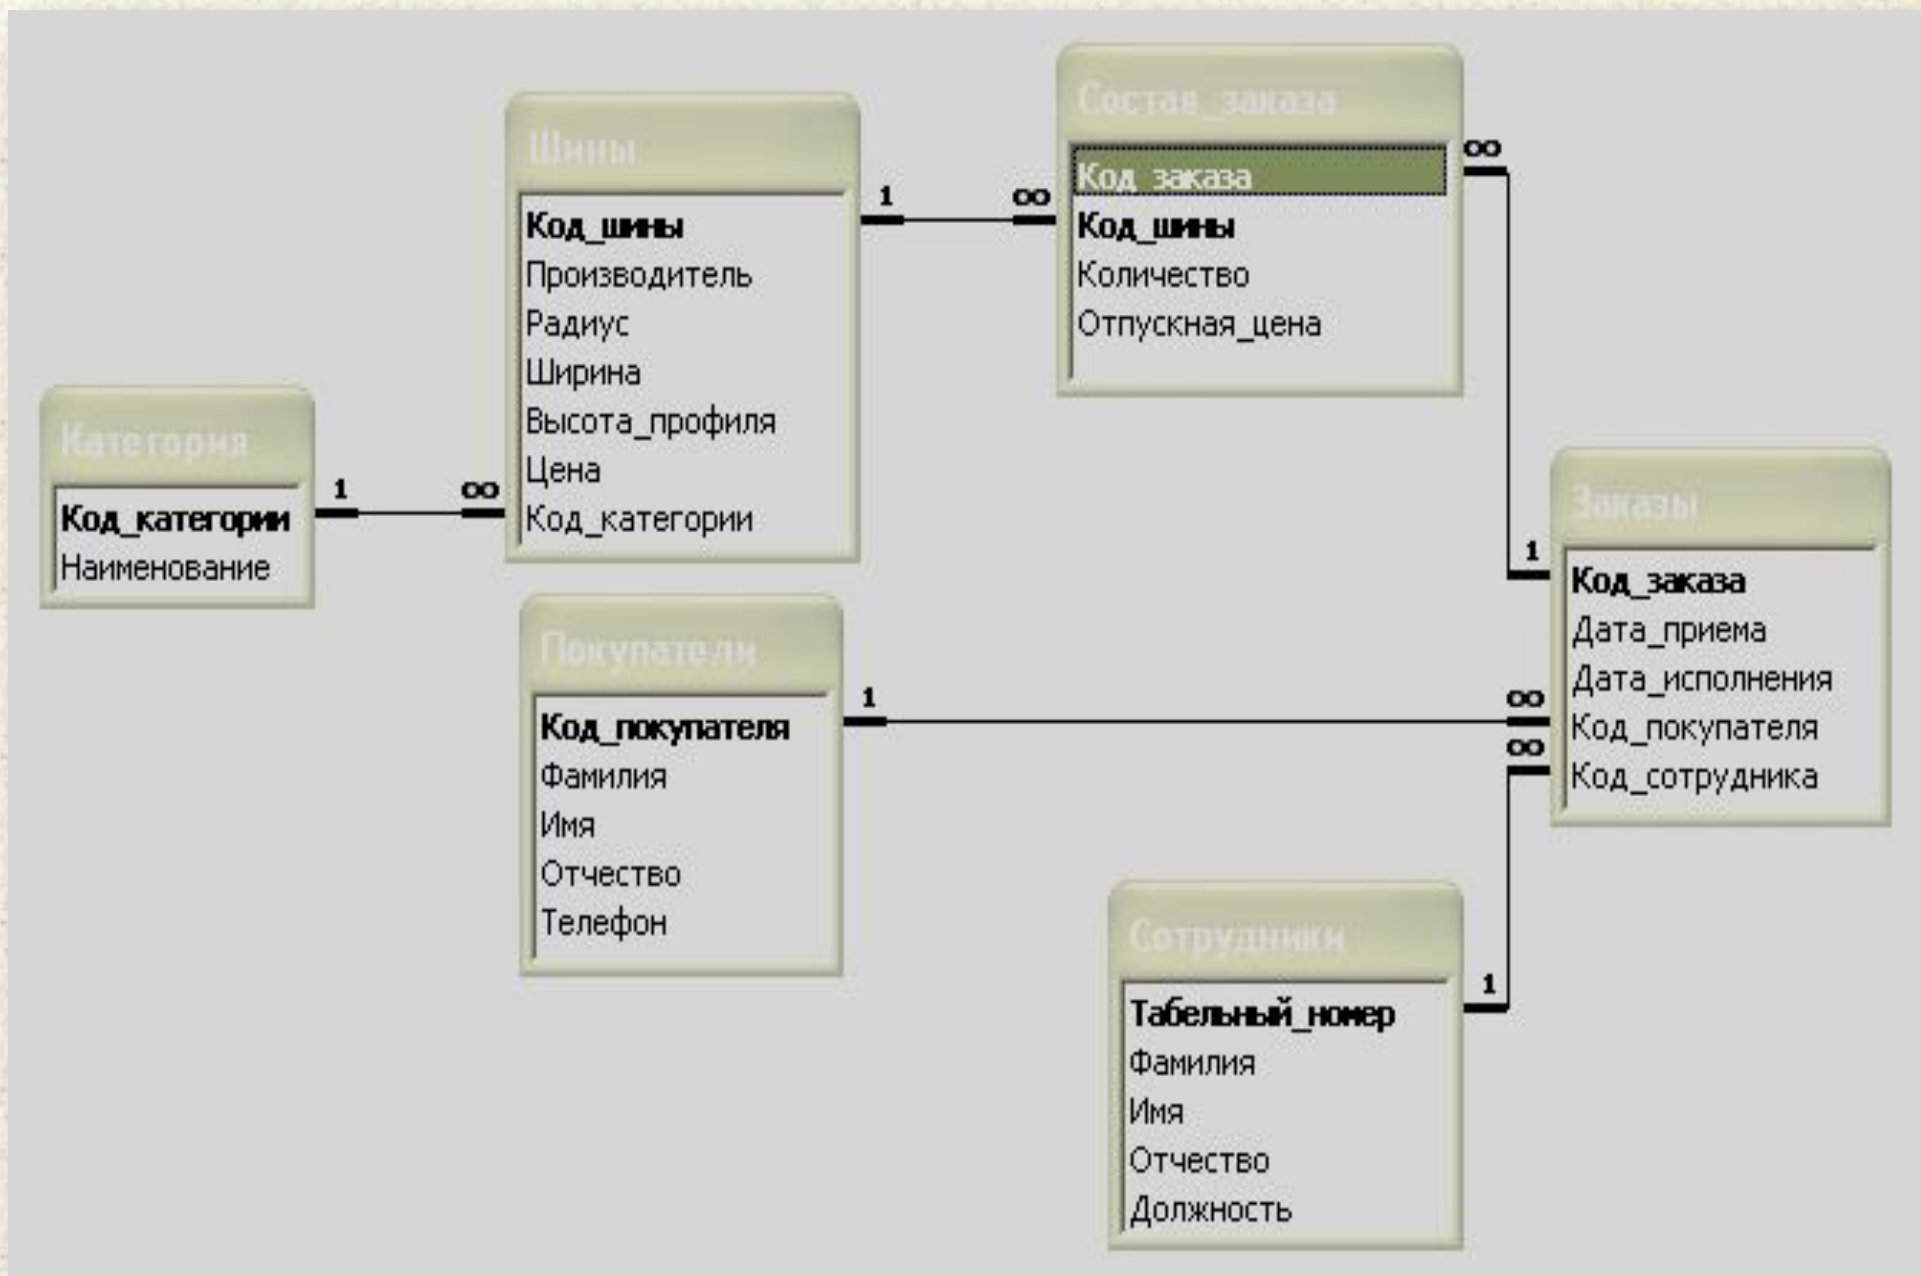 Категория
Код_категории
Наименование
1
∞
Шины
Код_шины
Производитель
Радиус
Ширина
Высота_профиля
Цена
Код_категории
1
∞
Состав_заказа
Код_заказа
Код_шины
Количество
Отпускная_цена
∞
1
Покупатели
Код_покупателя
Фамилия
Имя
Отчество
Телефон
1
∞
∞
Заказы
Код_заказа
Дата_приема
Дата_исполнения
Код_покупателя
Код_сотрудника
Сотрудники
Табельный_номер
Фамилия
Имя
Отчество
Должность
1